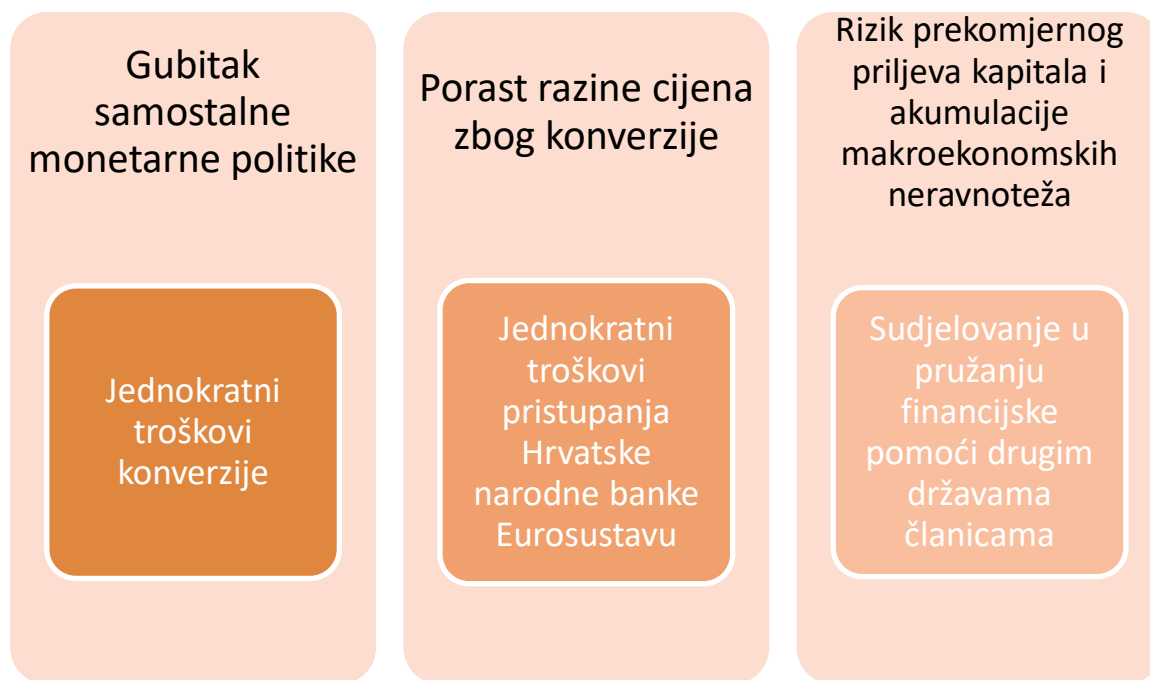 Gubitak
samostalne
monetarne politike
Jednokratni
troškovi
konverzije
Porast razine cijena
zbog konverzije
Jednokratni
troškovi
pristupanja
Hrvatske
narodne banke
Eurosustavu
Rizik prekomjernog
priljeva kapitala i
akumulacije
makroekonomskih
neravnoteža
Sudjelovanje u
pružanju
financijske
pomoći drugim
državama
članicama